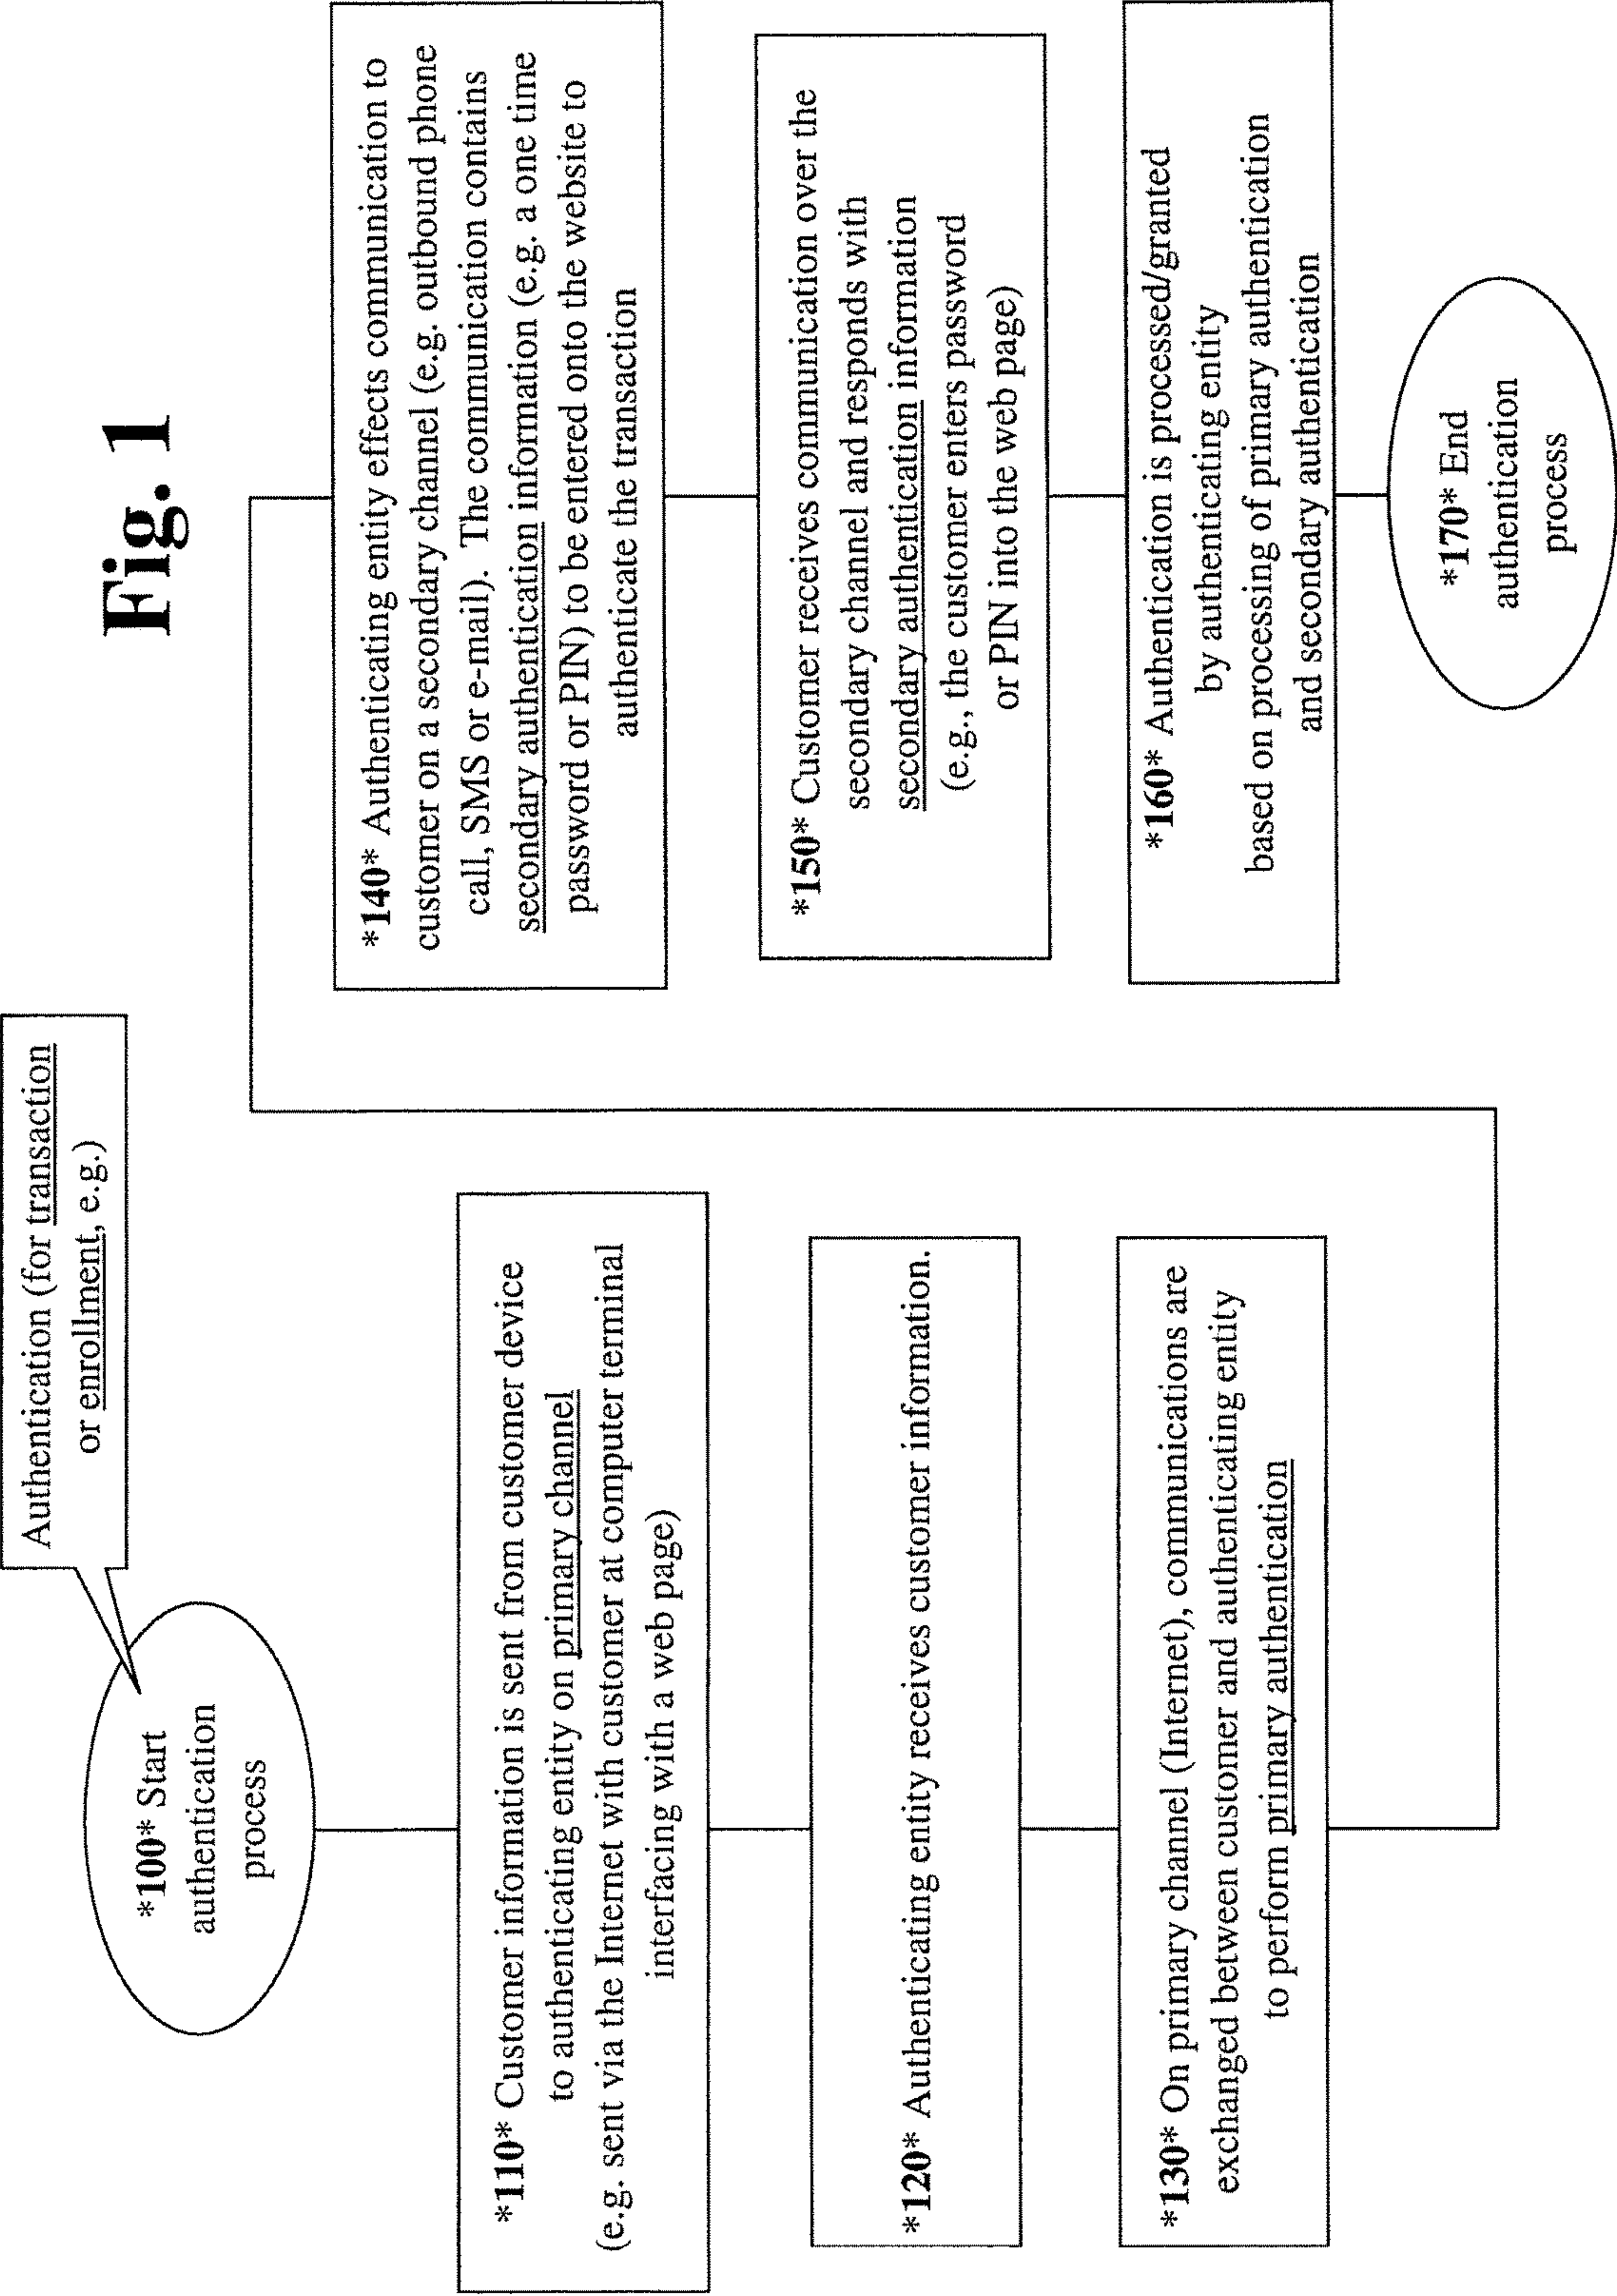 Fig. 1
Authentication (for transaction
or enrollment, e.g.)
*100* Start
authentication
process
*110* Customer information is sent from customer device
to authenticating entity on primary channel
(e.g. sent via the Internet with customer at computer terminal
interfacing with a web page)
*120* Authenticating entity receives customer information.
*130* On primary channel (Internet), communications are
exchanged between customer and authenticating entity
to perform primary authentication
*140* Authenticating entity effects communication to
customer on a secondary channel (e.g. outbound phone
call, SMS or e-mail). The communication contains
secondary authentication information (e.g. a one time
password or PIN) to be entered onto the website to
authenticate the transaction
*150* Customer receives communication over the
secondary channel and responds with
secondary authentication information
(e.g., the customer enters password
or PIN into the web page)
*160* Authentication is processed/granted
by authenticating entity
based on processing of primary authentication
and secondary authentication
*170* End
authentication
process